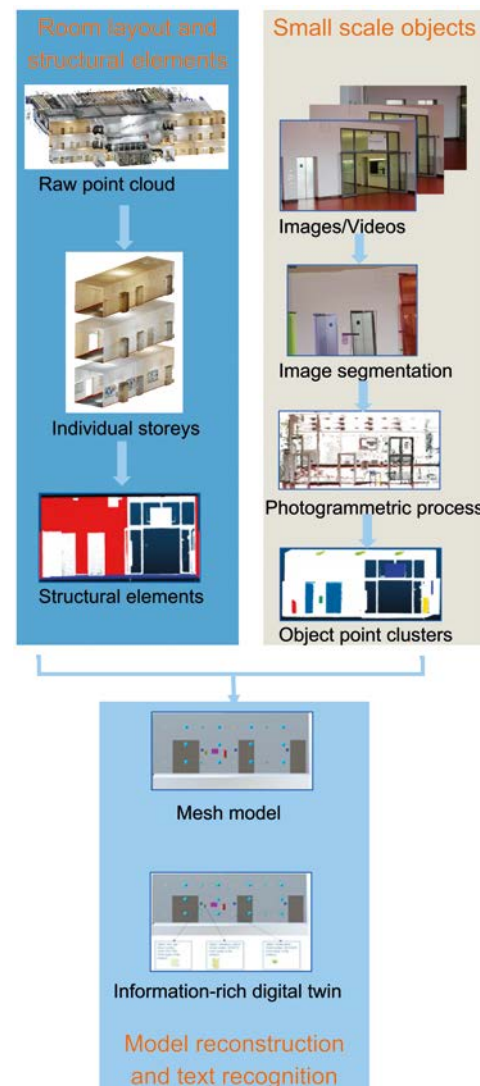 Room layout and
structural elements
Raw point cloud
Individual storeys
Structural elements
Small scale objects
Images/Videos
Image segmentation
Photogrammetric process
Object point clusters
Mesh model
Information-rich digital twin
Model reconstruction
and text recognition